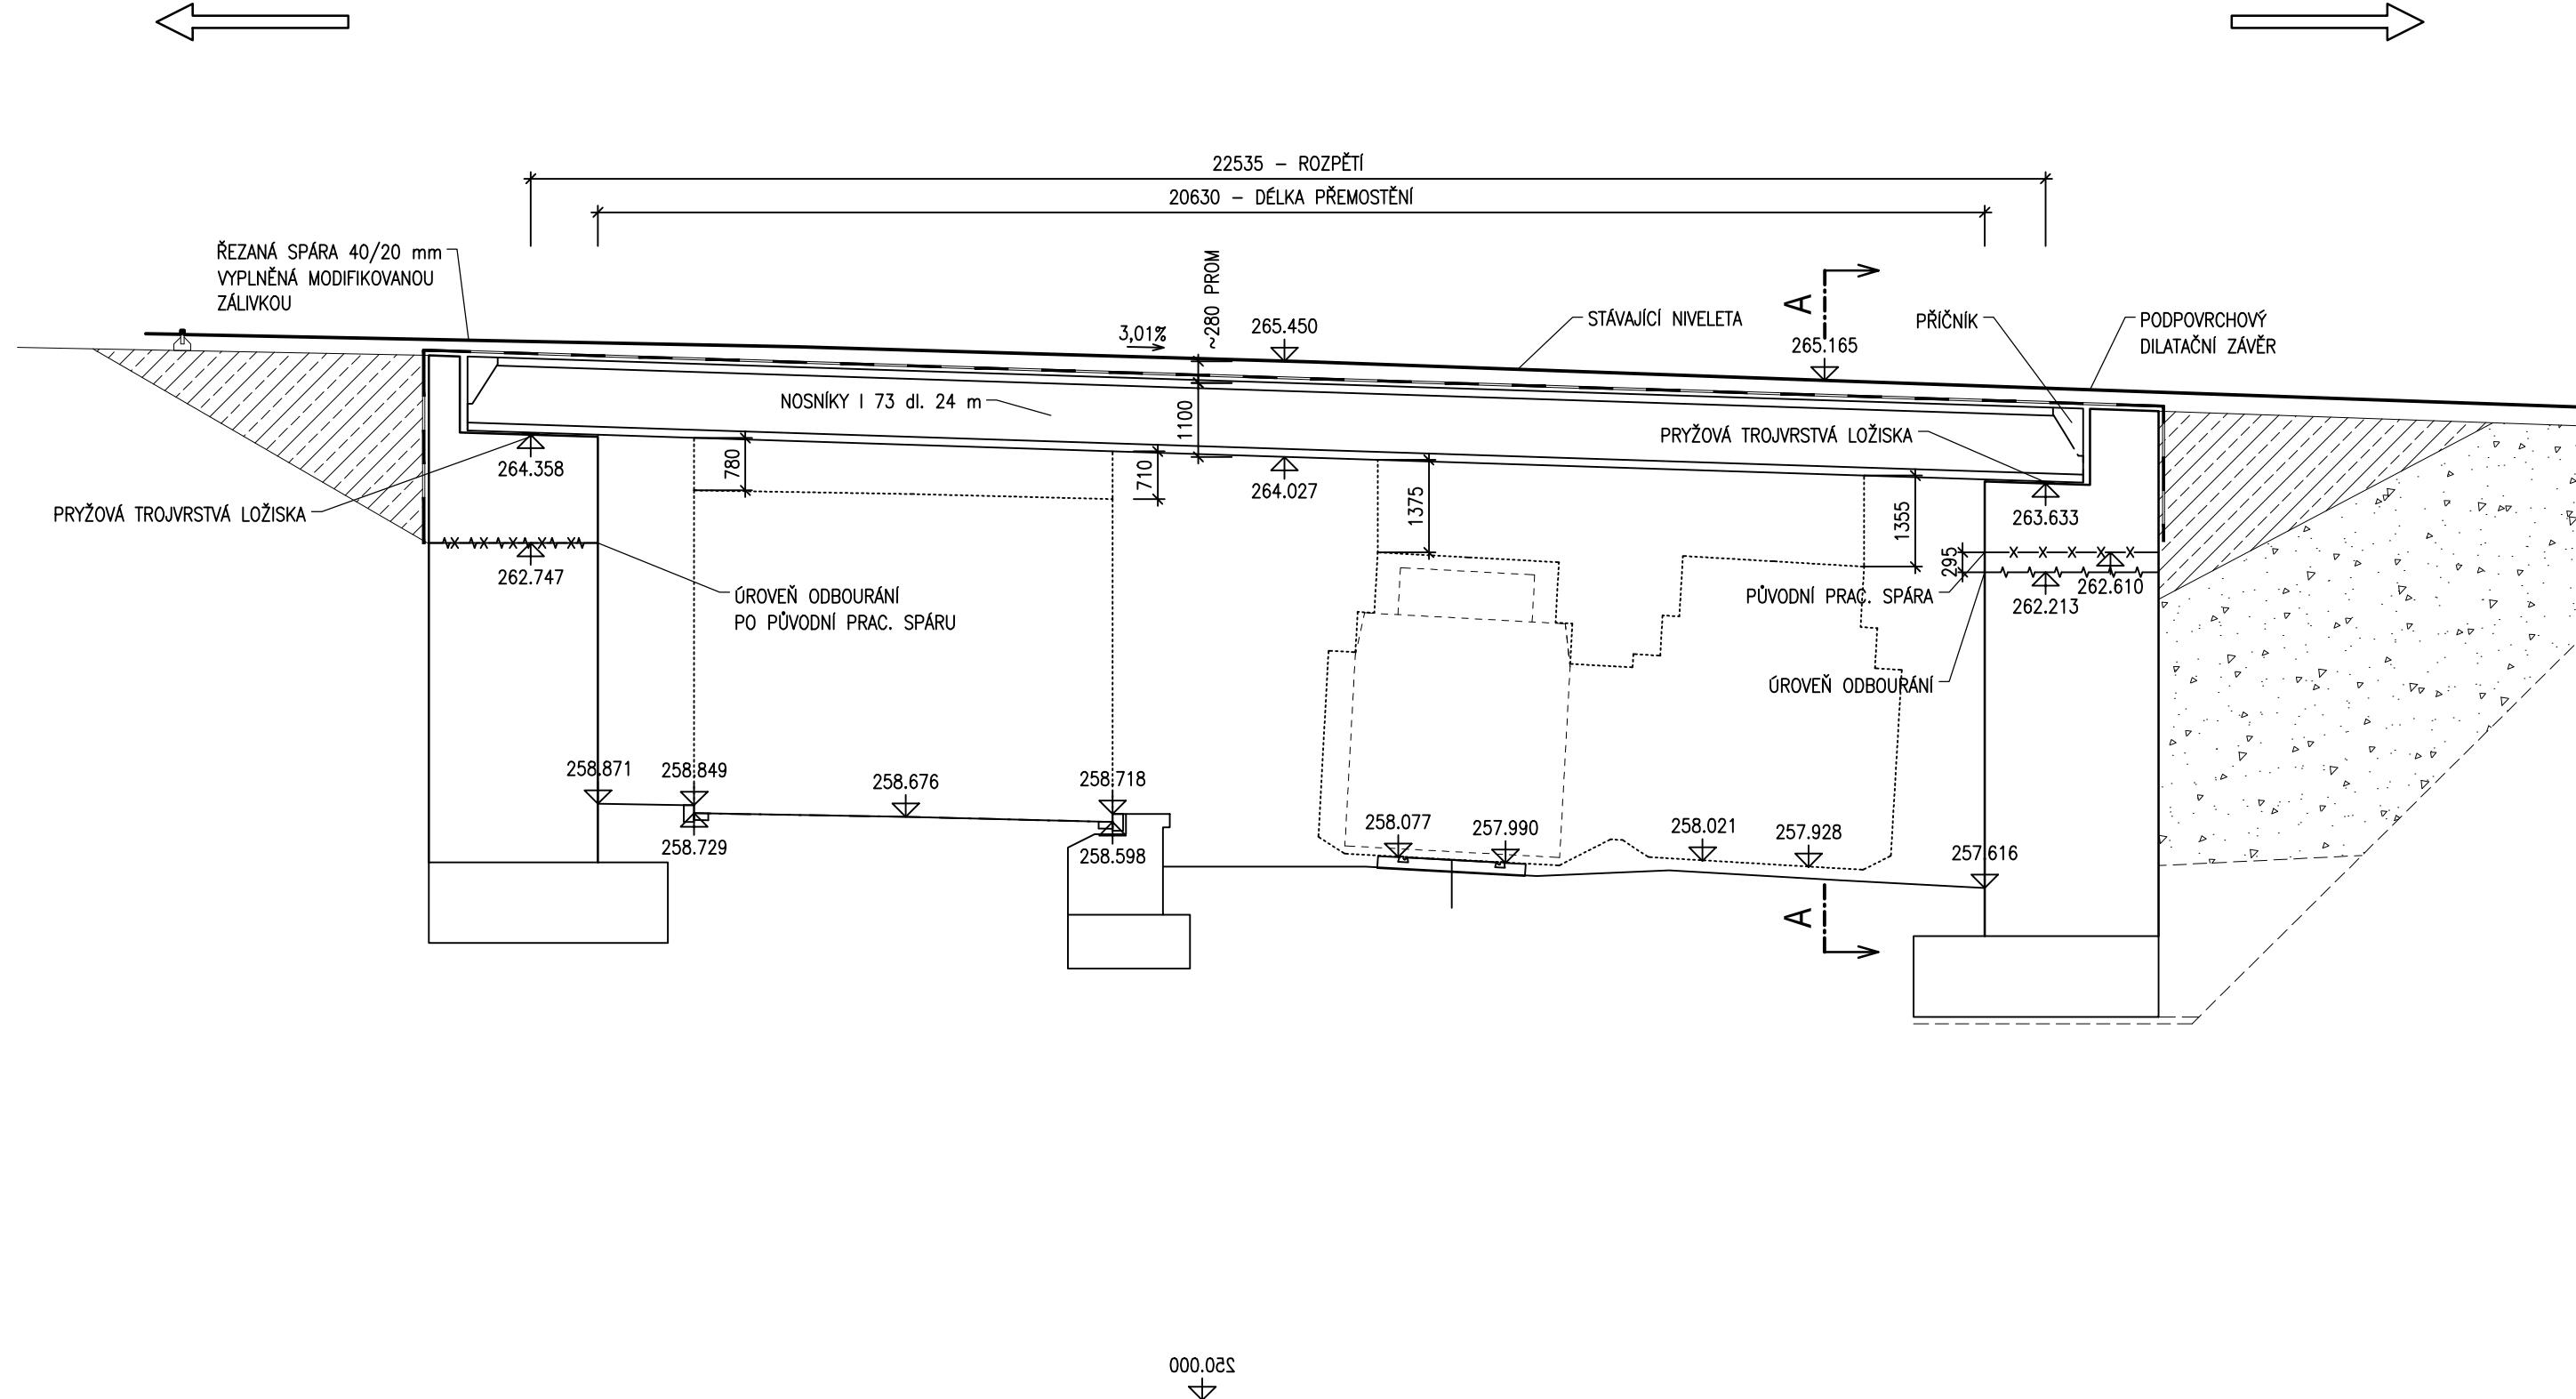 22535 – ROZPĚTÍ
20630 – DÉLKA PŘEMOSTĚNÍ
ŘEZANÁ SPÁRA 40/20 mm
VYPLNĚNÁ MODIFIKOVANOU
ZÁLIVKOU
~280 PROM
3,01%
265.450
STÁVAJÍCÍ NIVELETA
A
265.165
PŘÍČNÍK
PODPOVRCHOVÝ
DILATAČNÍ ZÁVĚR
NOSNÍKY I 73 dl. 24 m
1100
PRYŽOVÁ TROJVRSTVÁ LOŽISKA
264.358
780
710
264.027
1375
1355
263.633
PRYŽOVÁ TROJVRSTVÁ LOŽISKA
262.747
295
262.610
262.213
PŮVODNÍ PRAC. SPÁRA
ÚROVEŇ ODBOURÁNÍ
PO PŮVODNÍ PRAC. SPÁRU
ÚROVEŇ ODBOURÁNÍ
258.871
258.849
258.676
258.718
258.729
258.598
258.077
257.990
258.021
257.928
257.616
A
250.000